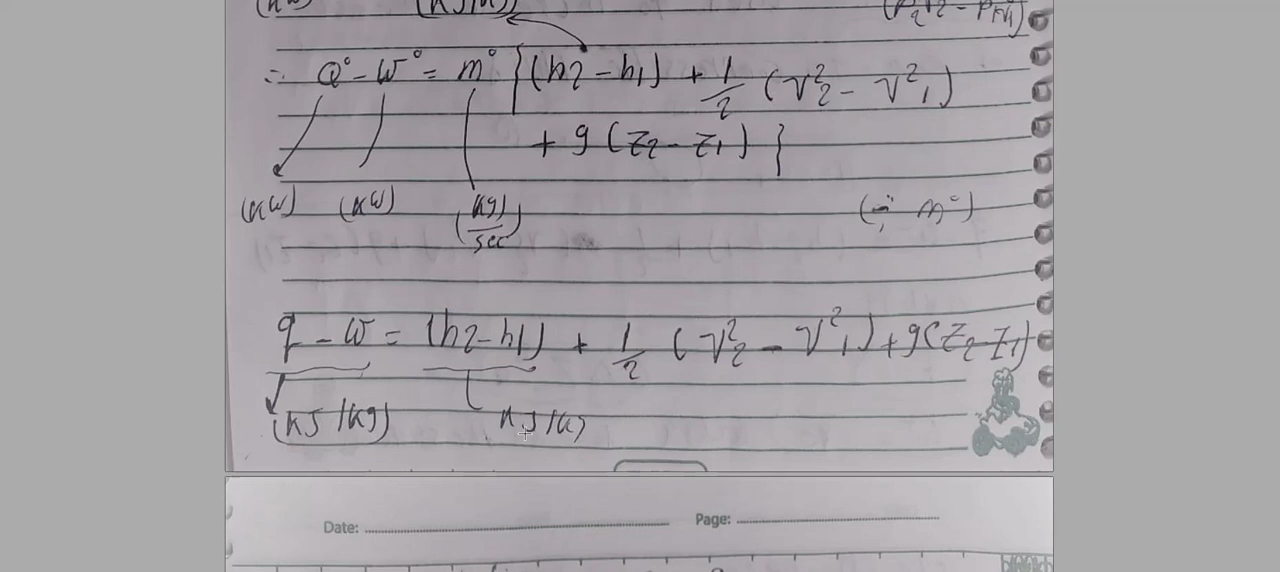 ∴ Q° - W° = m° { (h2 - h1) + 1/2 (V2² - V²1)
+ g (Z2 - Z1) }
(KW) (KW) (kg/sec) (÷ m°)
q - w = (h2-h1) + 1/2 (V2² - V²1) + g(Z2-Z1)
(KJ/Kg) KJ/Kg
Date: Page: